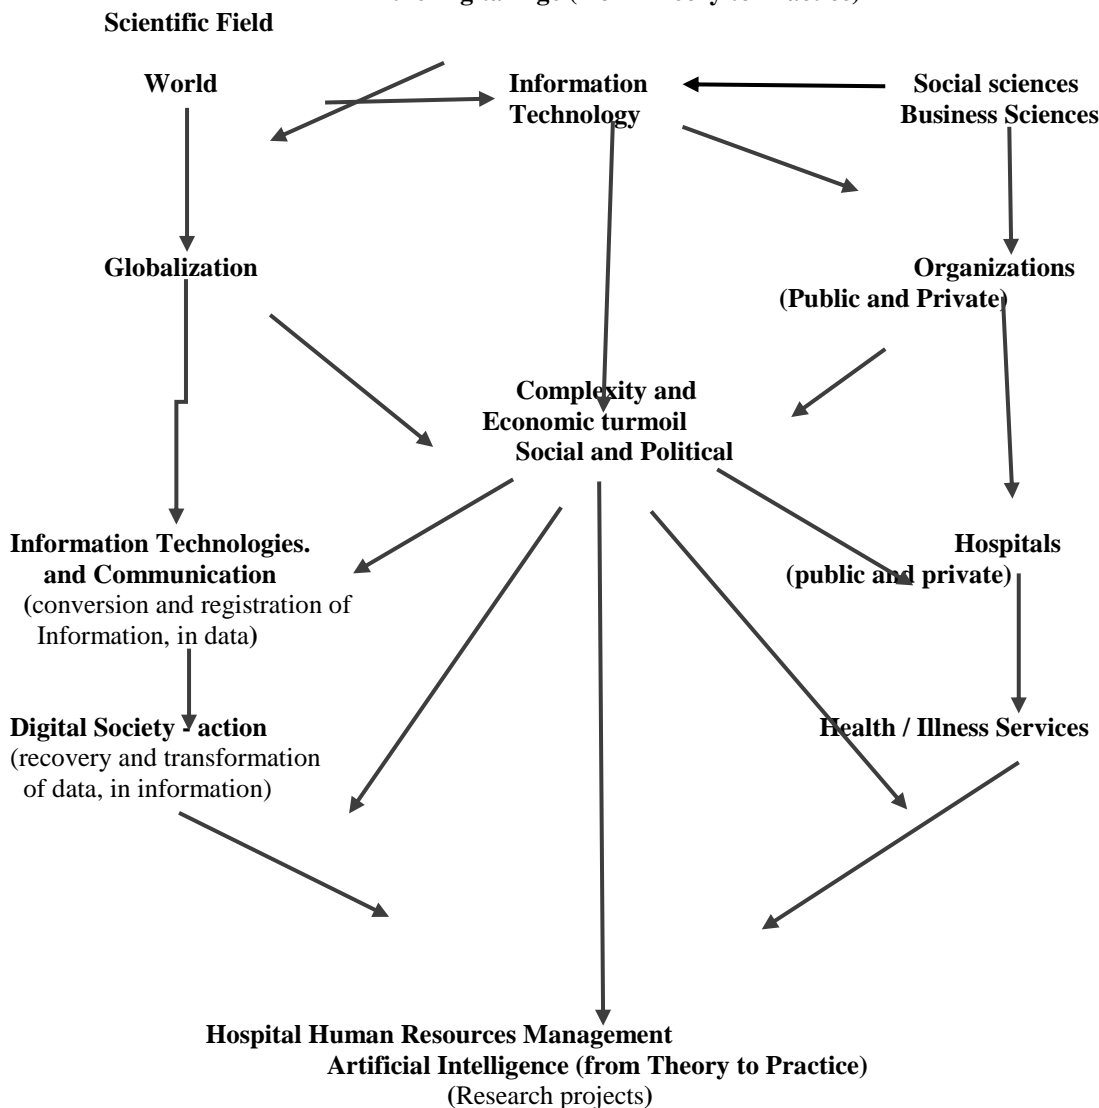 Scientific Field
World
Information
Technology
Social sciences
Business Sciences
Globalization
Organizations
(Public and Private)
Complexity and
Economic turmoil
Social and Political
Information Technologies.
and Communication
(conversion and registration of
Information, in data)
Hospitals
(public and private)
Digital Society - action
(recovery and transformation
of data, in information)
Health / Illness Services
Hospital Human Resources Management
Artificial Intelligence (from Theory to Practice)
(Research projects)